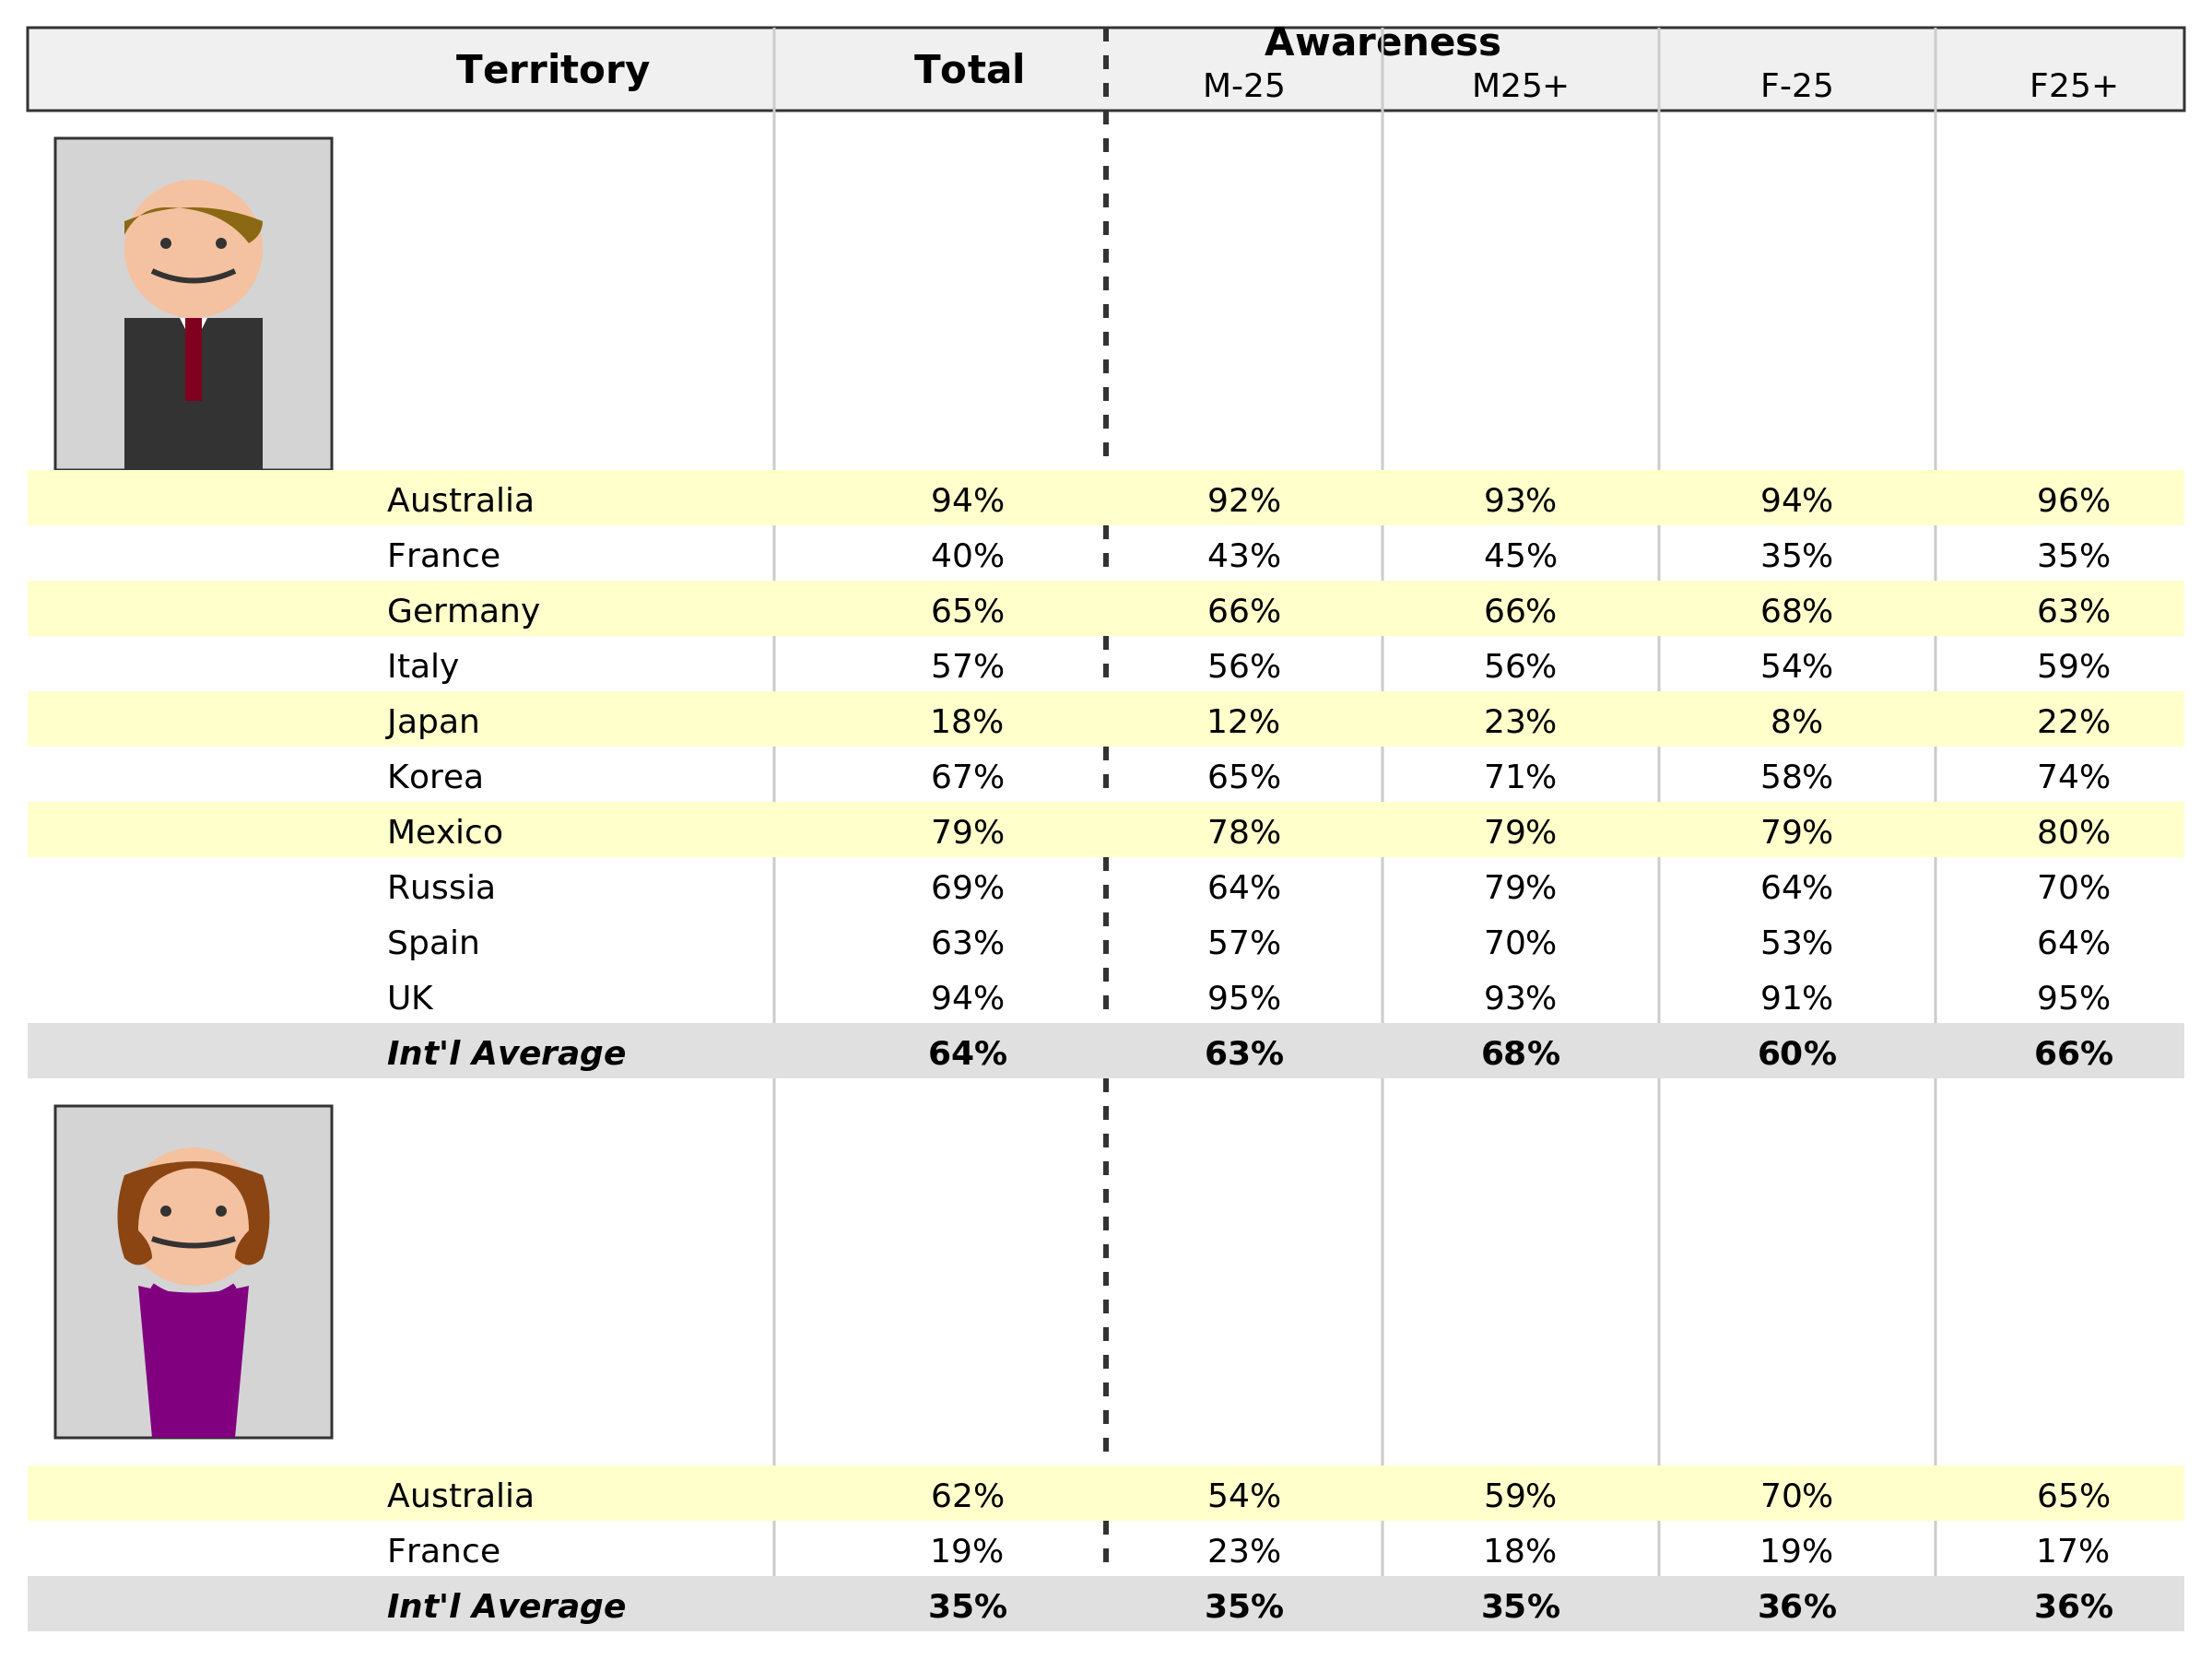 Awareness
Territory Total M-25 M25+ F-25 F25+
Australia 94% 92% 93% 94% 96%
France 40% 43% 45% 35% 35%
Germany 65% 66% 66% 68% 63%
Italy 57% 56% 56% 54% 59%
Japan 18% 12% 23% 8% 22%
Korea 67% 65% 71% 58% 74%
Mexico 79% 78% 79% 79% 80%
Russia 69% 64% 79% 64% 70%
Spain 63% 57% 70% 53% 64%
UK 94% 95% 93% 91% 95%
Int'l Average 64% 63% 68% 60% 66%
Australia 62% 54% 59% 70% 65%
France 19% 23% 18% 19% 17%
Int'l Average 35% 35% 35% 36% 36%